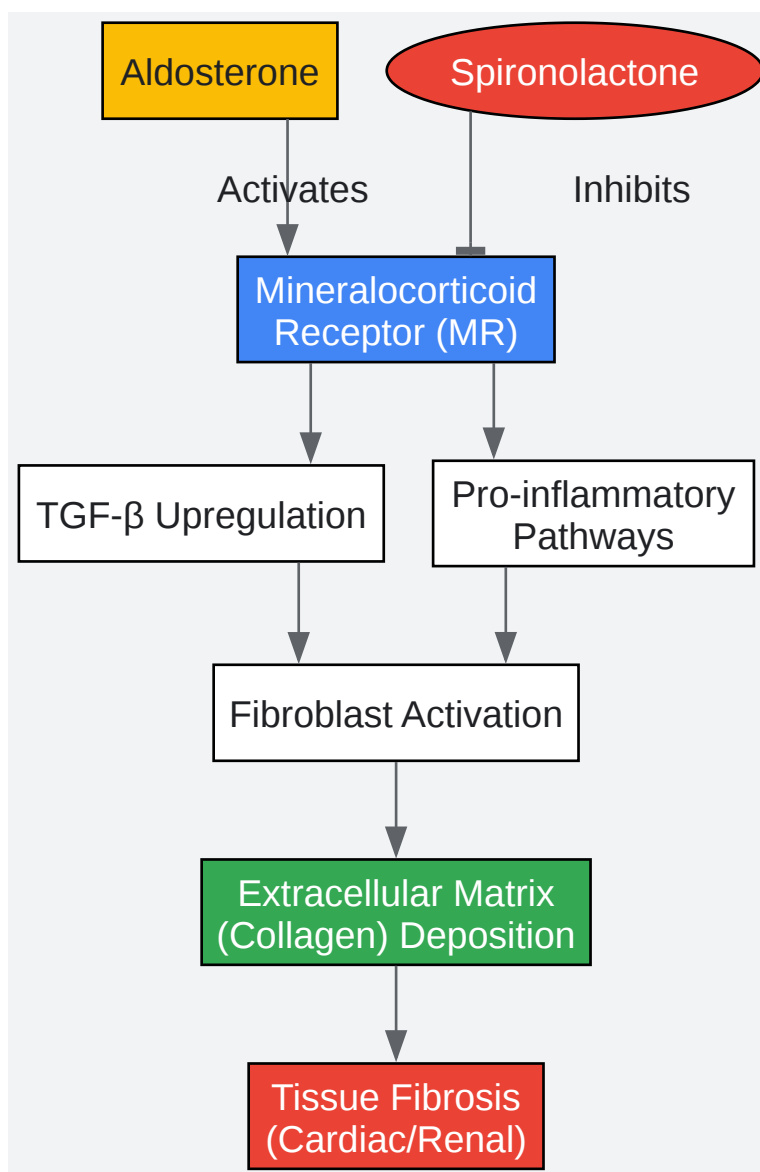 Aldosterone
Spironolactone
Activates
Inhibits
Mineralocorticoid
Receptor (MR)
TGF-β Upregulation
Pro-inflammatory
Pathways
Fibroblast Activation
Extracellular Matrix
(Collagen) Deposition
Tissue Fibrosis
(Cardiac/Renal)